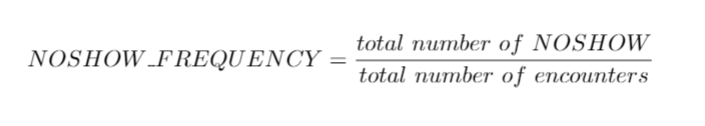 NOSHOW_FREQUENCY = total number of NOSHOW
total number of encounters